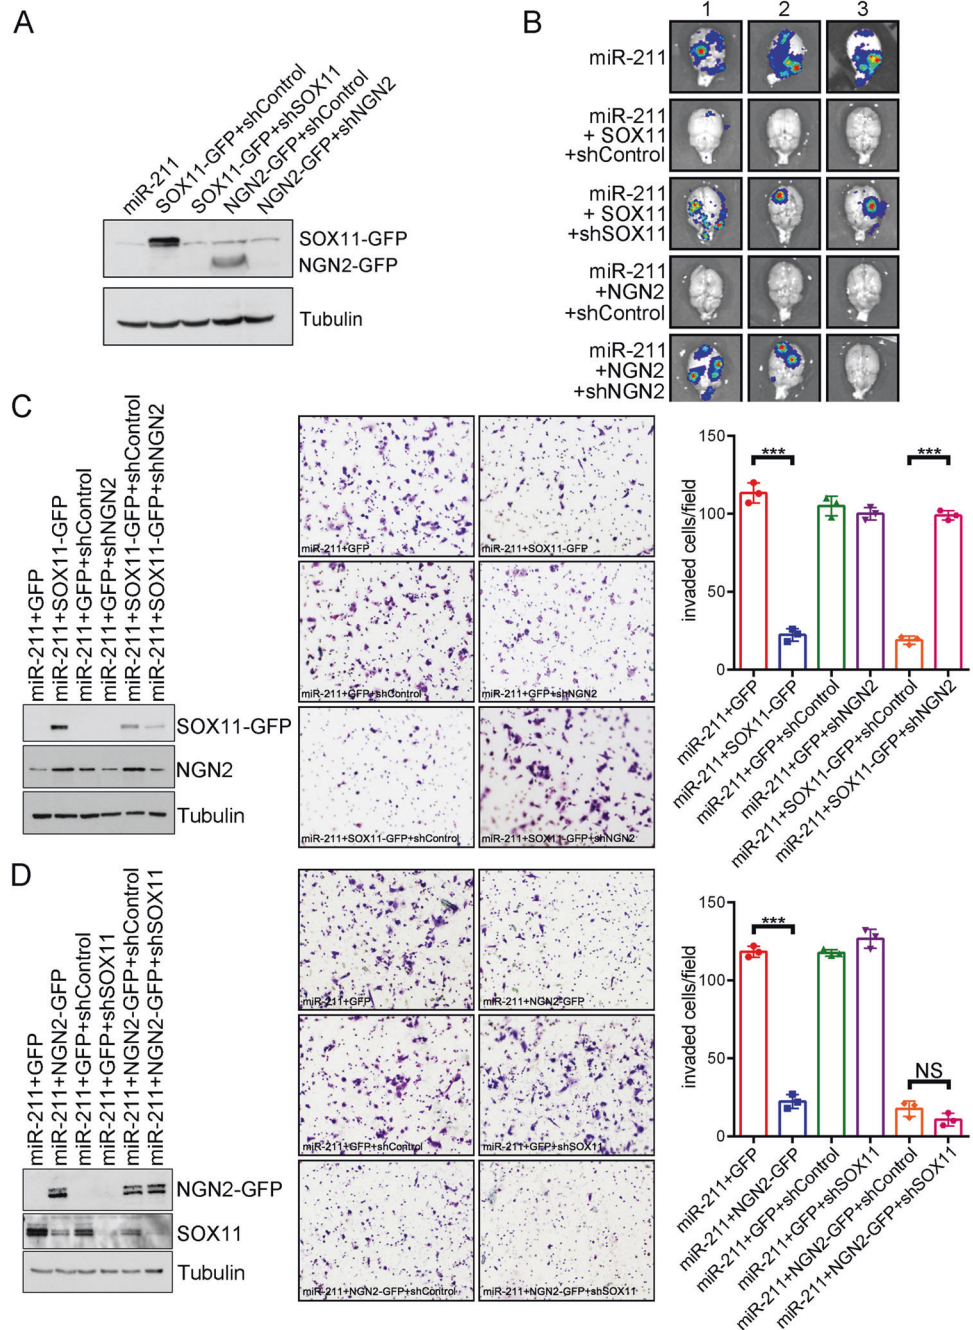 A
miR-211
SOX11-GFP+shControl
SOX11-GFP+shSOX11
NGN2-GFP+shControl
NGN2-GFP+shNGN2
SOX11-GFP
NGN2-GFP
Tubulin
B
1 2 3
miR-211
miR-211
+ SOX11
+shControl
miR-211
+ SOX11
+shSOX11
miR-211
+NGN2
+shControl
miR-211
+NGN2
+shNGN2
C
miR-211+GFP
miR-211+SOX11-GFP
miR-211+GFP+shControl
miR-211+GFP+shNGN2
miR-211+SOX11-GFP+shControl
miR-211+SOX11-GFP+shNGN2
SOX11-GFP
NGN2
Tubulin
miR-211+GFP
miR-211+SOX11-GFP
miR-211+GFP+shControl
miR-211+GFP+shNGN2
miR-211+SOX11-GFP+shControl
miR-211+SOX11-GFP+shNGN2
invaded cells/field
150
100
50
0
***
***
miR-211+GFP
miR-211+SOX11-GFP
miR-211+GFP+shControl
miR-211+GFP+shNGN2
miR-211+SOX11-GFP+shControl
miR-211+SOX11-GFP+shNGN2
D
miR-211+GFP
miR-211+NGN2-GFP
miR-211+GFP+shControl
miR-211+GFP+shSOX11
miR-211+NGN2-GFP+shControl
miR-211+NGN2-GFP+shSOX11
NGN2-GFP
SOX11
Tubulin
miR-211+GFP
miR-211+NGN2-GFP
miR-211+GFP+shControl
miR-211+GFP+shSOX11
miR-211+NGN2-GFP+shControl
miR-211+NGN2-GFP+shSOX11
invaded cells/field
150
100
50
0
***
NS
miR-211+GFP
miR-211+NGN2-GFP
miR-211+GFP+shControl
miR-211+GFP+shSOX11
miR-211+NGN2-GFP+shControl
miR-211+NGN2-GFP+shSOX11